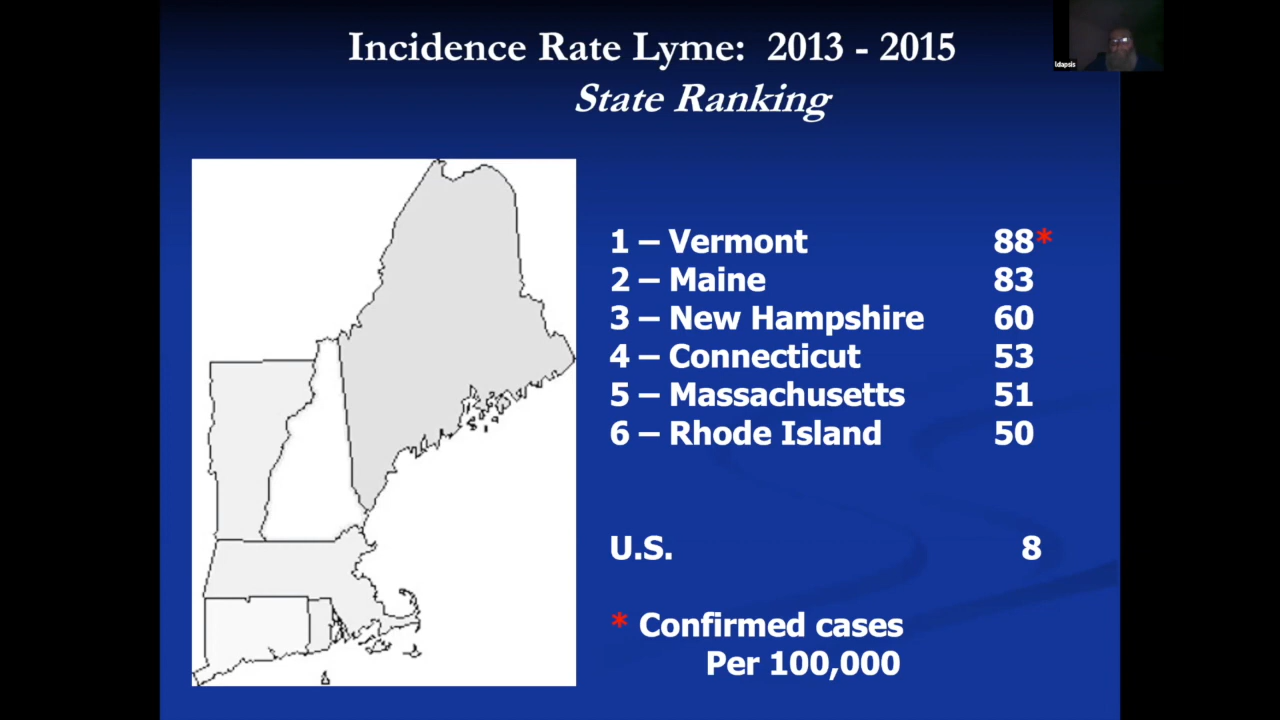 Incidence Rate Lyme: 2013 - 2015
State Ranking
ldapsis
1 – Vermont 88*
2 – Maine 83
3 – New Hampshire 60
4 – Connecticut 53
5 – Massachusetts 51
6 – Rhode Island 50
U.S. 8
* Confirmed cases
Per 100,000